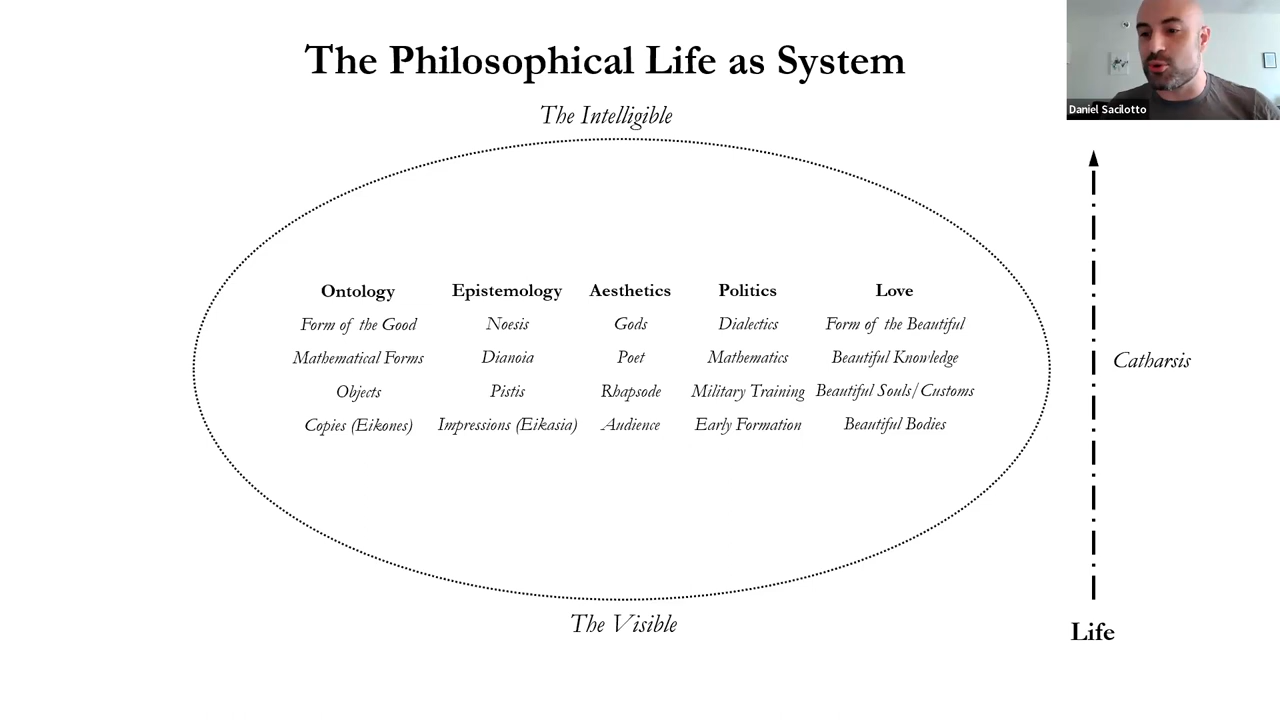 The Philosophical Life as System
The Intelligible
Daniel Sacilotto
Ontology Epistemology Aesthetics Politics Love
Form of the Good Noesis Gods Dialectics Form of the Beautiful
Mathematical Forms Dianoia Poet Mathematics Beautiful Knowledge
Objects Pistis Rhapsode Military Training Beautiful Souls/Customs
Copies (Eikones) Impressions (Eikasia) Audience Early Formation Beautiful Bodies
Catharsis
The Visible
Life